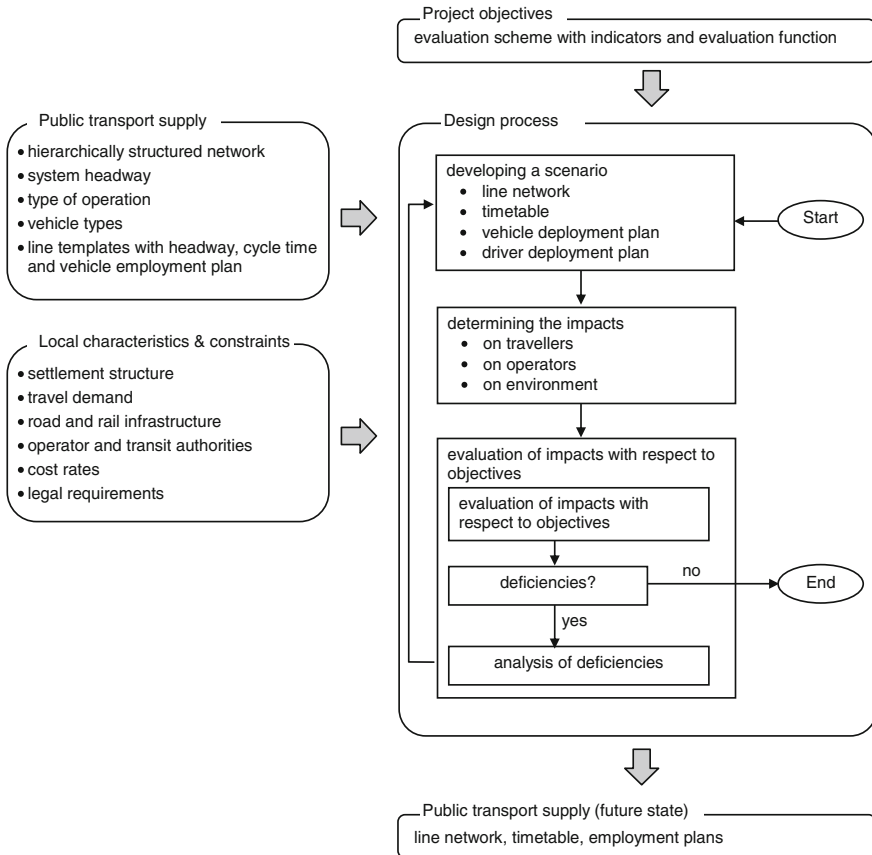 Project objectives
evaluation scheme with indicators and evaluation function
Public transport supply
• hierarchically structured network
• system headway
• type of operation
• vehicle types
• line templates with headway, cycle time
and vehicle employment plan
Local characteristics & constraints
• settlement structure
• travel demand
• road and rail infrastructure
• operator and transit authorities
• cost rates
• legal requirements
Design process
developing a scenario
• line network
• timetable
• vehicle deployment plan
• driver deployment plan
Start
determining the impacts
• on travellers
• on operators
• on environment
evaluation of impacts with respect to
objectives
evaluation of impacts with
respect to objectives
deficiencies?
no
End
yes
analysis of deficiencies
Public transport supply (future state)
line network, timetable, employment plans